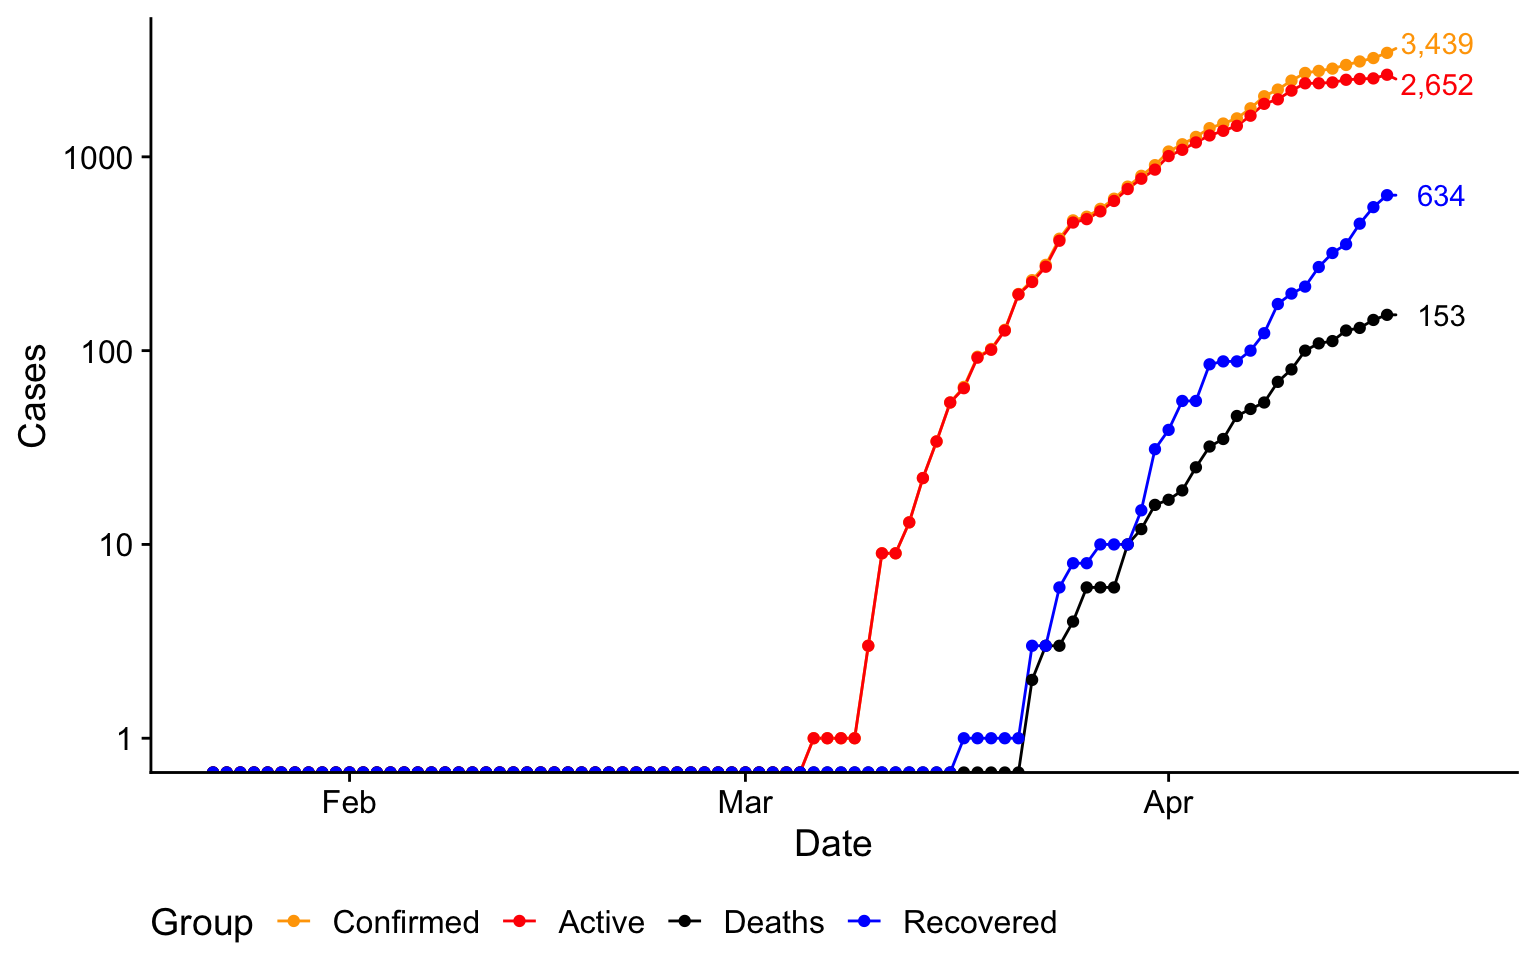 3,439
2,652
1000
634
153
100
10
1
Cases
Feb Mar Apr
Date
Group Confirmed Active Deaths Recovered